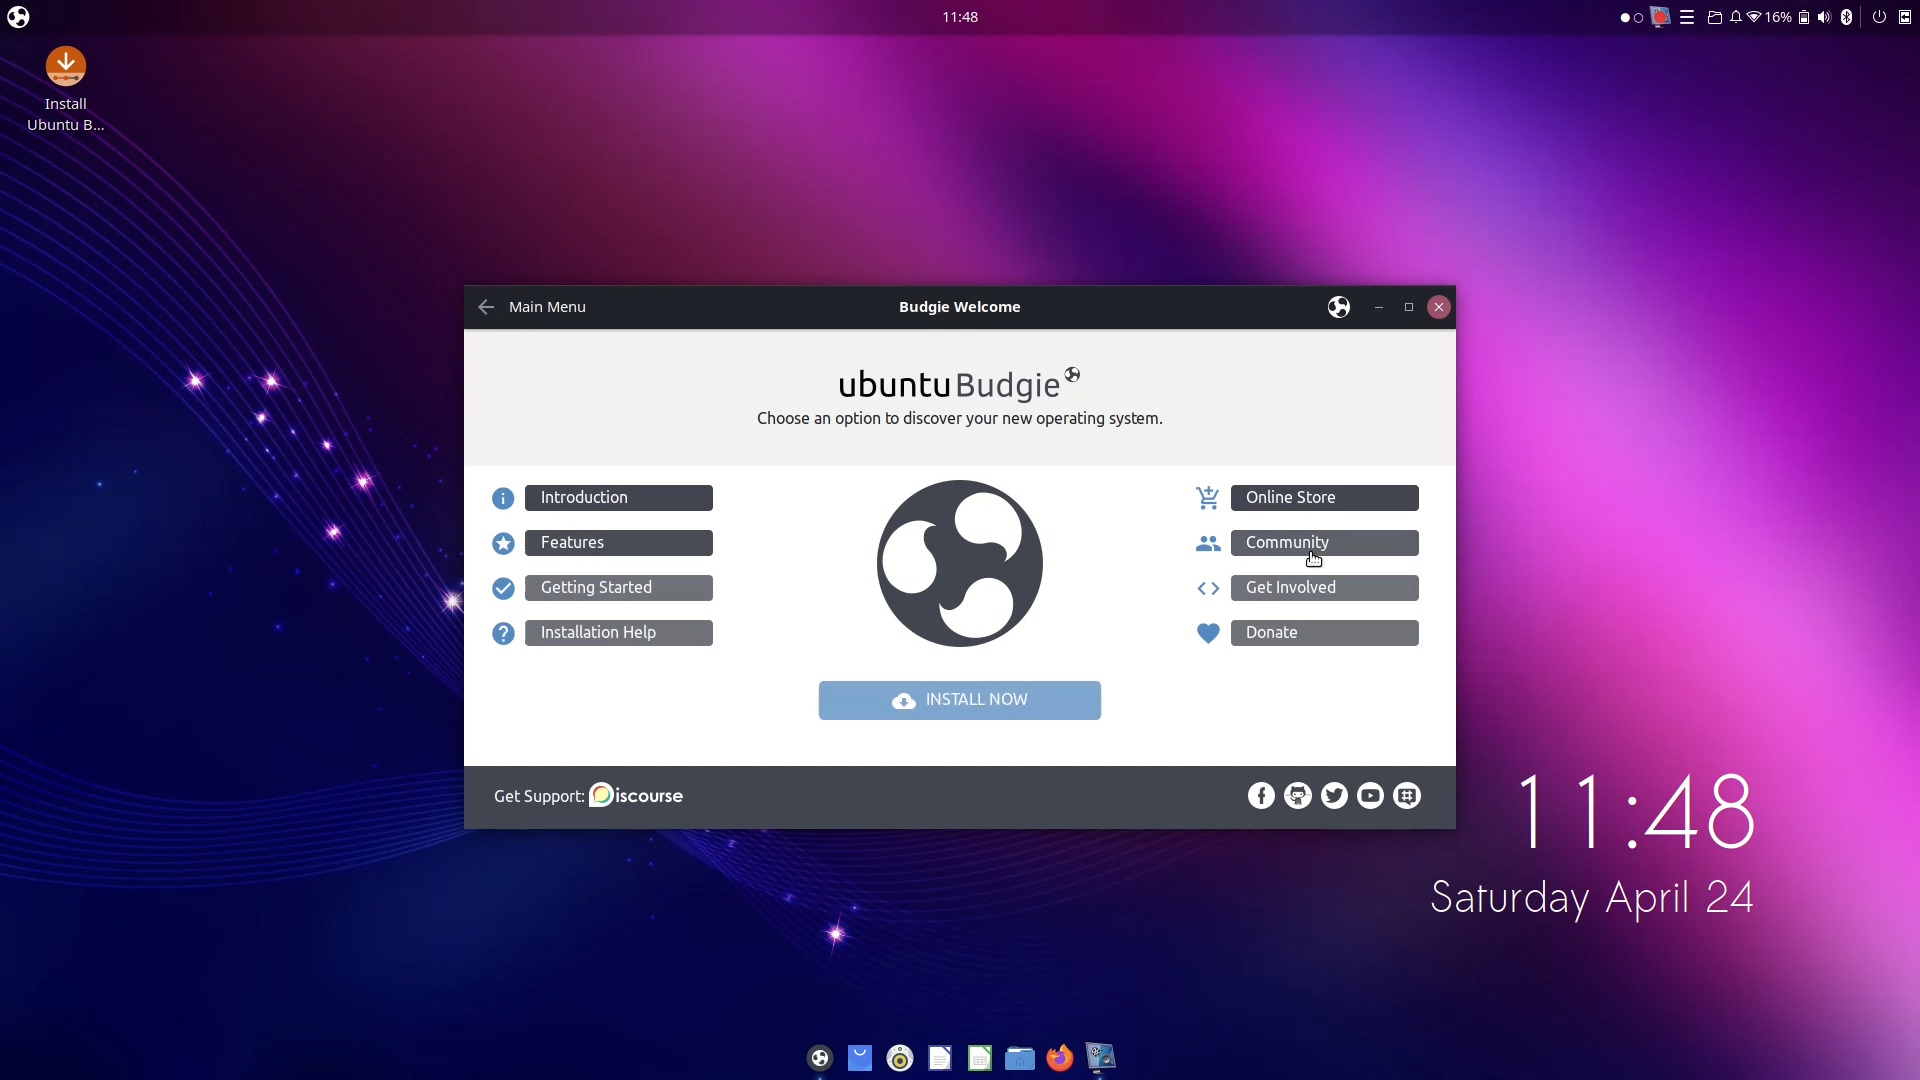 11:48
16%
Install
Ubuntu B...
Main Menu
Budgie Welcome
ubuntu Budgie
Choose an option to discover your new operating system.
Introduction
Online Store
Features
Community
Getting Started
Get Involved
Installation Help
Donate
INSTALL NOW
Get Support: Discourse
11:48
Saturday April 24